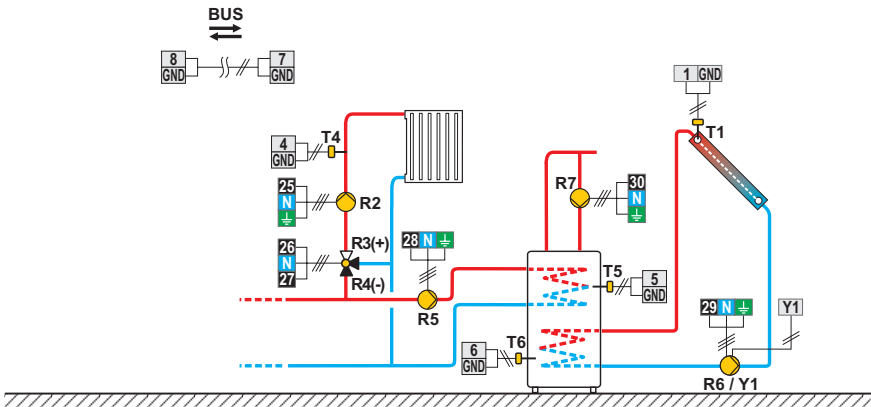 BUS
8
GND
7
GND
1 GND
T1
4
GND
T4
25
N
R2
R7
30
N
26
N
27
R3(+)
R4(-)
28 N
R5
T5
5
GND
29 N
Y1
T6
6
GND
R6 / Y1